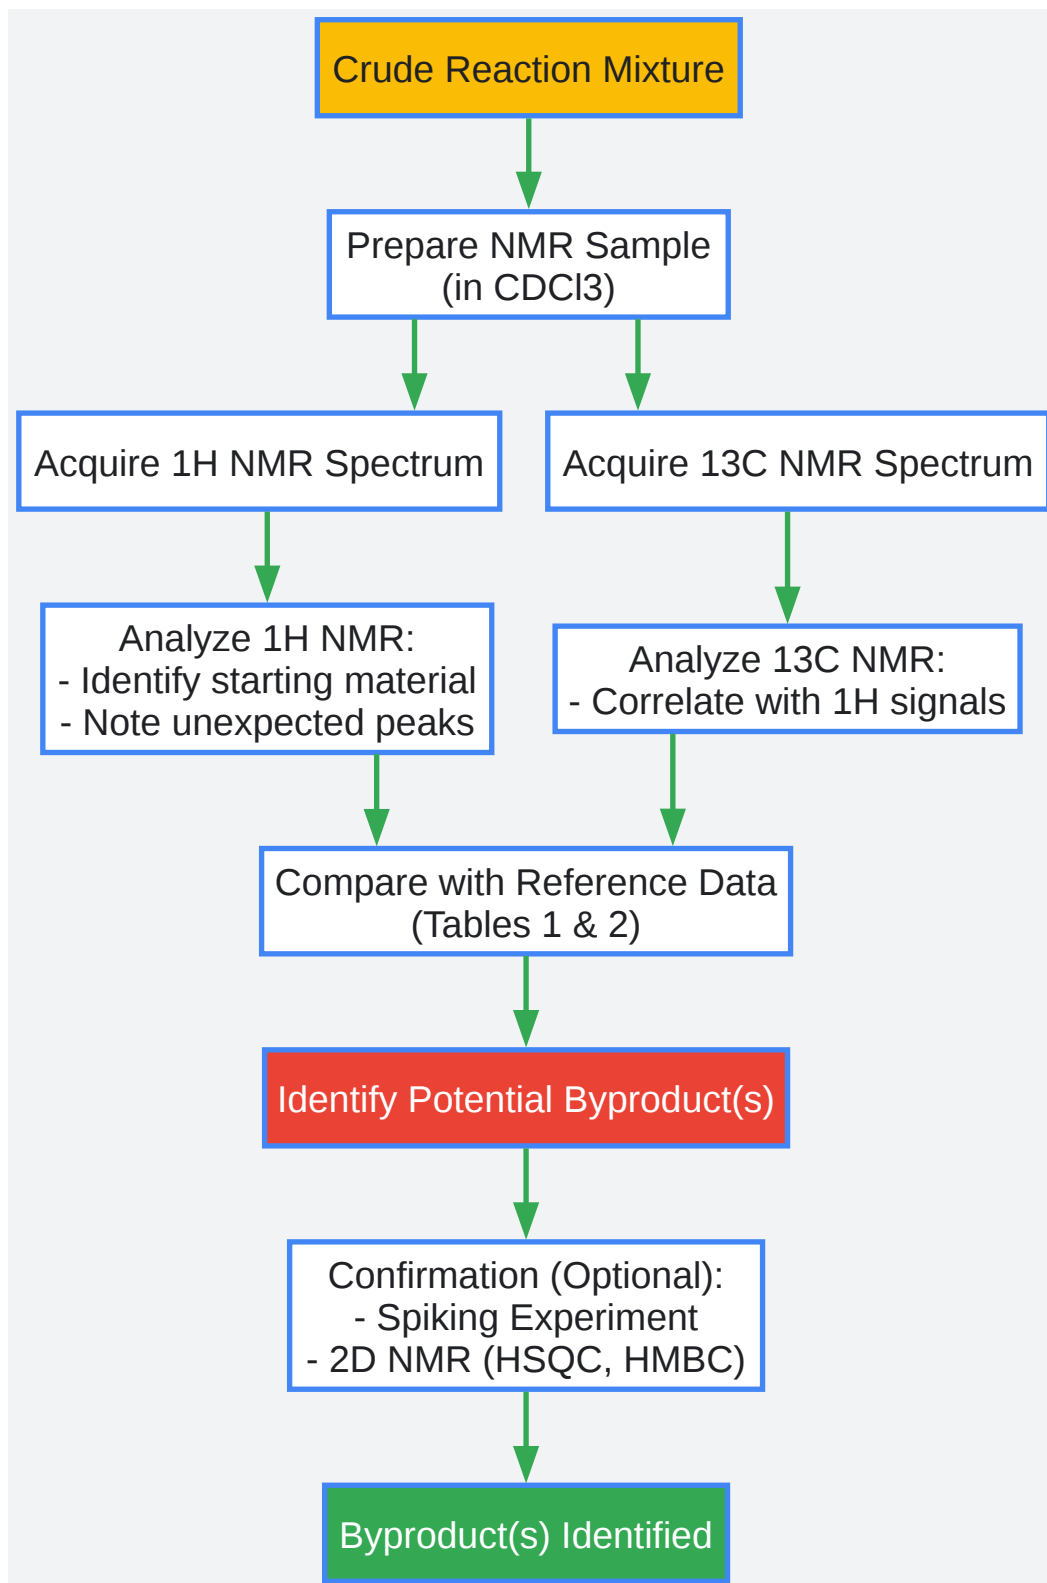 Crude Reaction Mixture
Prepare NMR Sample
(in CDCl3)
Acquire 1H NMR Spectrum
Acquire 13C NMR Spectrum
Analyze 1H NMR:
- Identify starting material
- Note unexpected peaks
Analyze 13C NMR:
- Correlate with 1H signals
Compare with Reference Data
(Tables 1 & 2)
Identify Potential Byproduct(s)
Confirmation (Optional):
- Spiking Experiment
- 2D NMR (HSQC, HMBC)
Byproduct(s) Identified